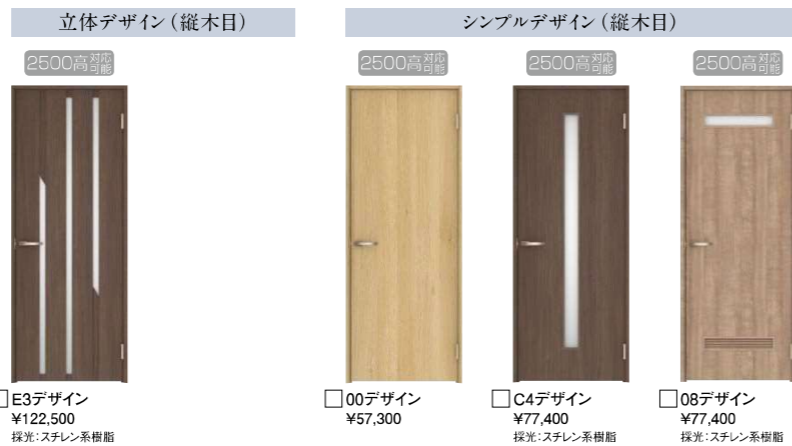 立体デザイン（縦木目）
シンプルデザイン（縦木目）
2500高対応可能
2500高対応可能
2500高対応可能
2500高対応可能
E3デザイン
¥122,500
採光：スチレン系樹脂
00デザイン
¥57,300
C4デザイン
¥77,400
採光：スチレン系樹脂
08デザイン
¥77,400
採光：スチレン系樹脂